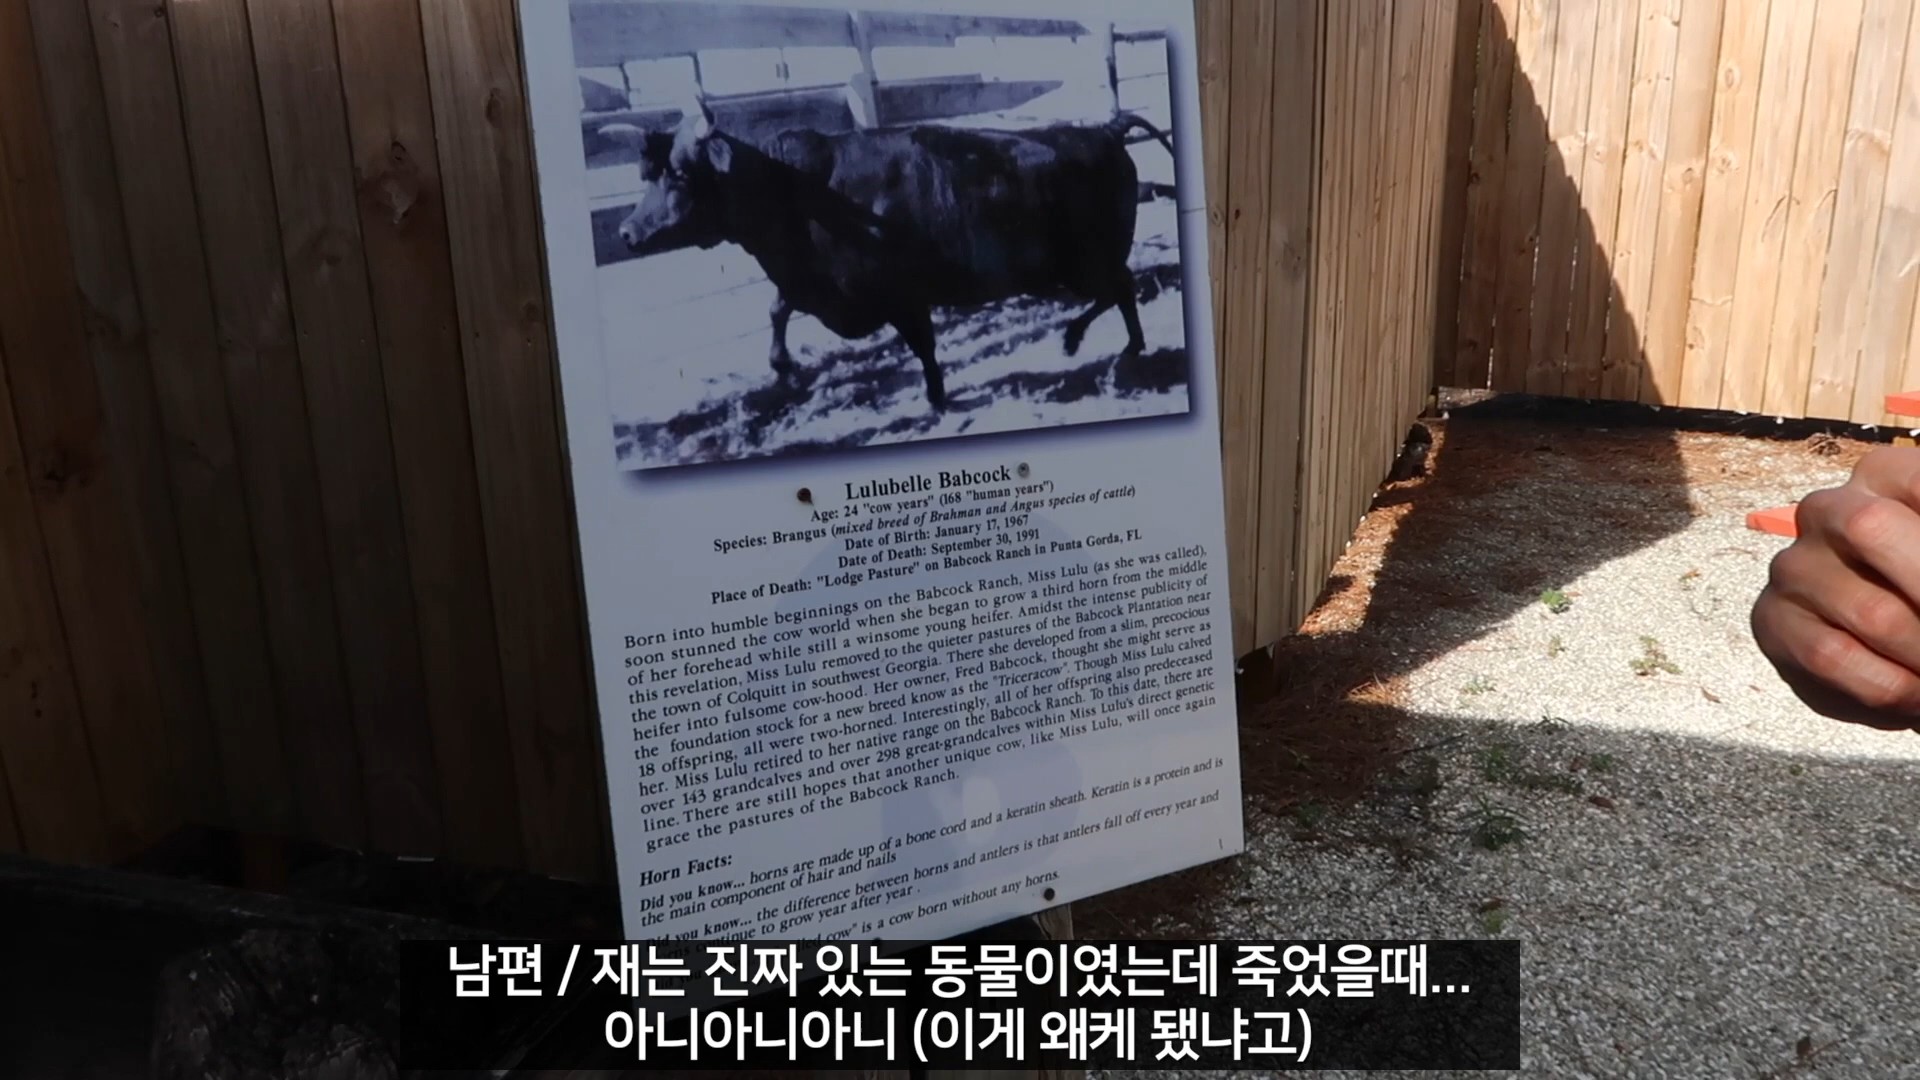 Lulubelle Babcock
Age: 24 "cow years" (168 "human years")
Species: Brangus (mixed breed of Brahman and Angus species of cattle)
Date of Birth: January 17, 1967
Date of Death: September 30, 1991
Place of Death: "Lodge Pasture" on Babcock Ranch in Punta Gorda, FL
Born into humble beginnings on the Babcock Ranch, Miss Lulu (as she was called),
soon stunned the cow world when she began to grow a third horn from the middle
of her forehead while still a winsome young heifer. Amidst the intense publicity of
this revelation, Miss Lulu removed to the quieter pastures of the Babcock Plantation near
the town of Colquitt in southwest Georgia. There she developed from a slim, precocious
heifer into fulsome cow-hood. Her owner, Fred Babcock, thought she might serve as
the foundation stock for a new breed know as the "Triceracow". Though Miss Lulu calved
18 offspring, all were two-horned. Interestingly, all of her offspring also predeceased
her. Miss Lulu retired to her native range on the Babcock Ranch. To this date, there are
over 143 grandcalves and over 298 great-grandcalves within Miss Lulu's direct genetic
line. There are still hopes that another unique cow, like Miss Lulu, will once again
grace the pastures of the Babcock Ranch.
Horn Facts:
Did you know... horns are made up of a bone cord and a keratin sheath. Keratin is a protein and is
the main component of hair and nails
Did you know... the difference between horns and antlers is that antlers fall off every year and
continue to grow year after year .
cow" is a cow born without any horns.
남편 / 재는 진짜 있는 동물이였는데 죽었을때...
아니아니아니 (이게 왜케 됐냐고)